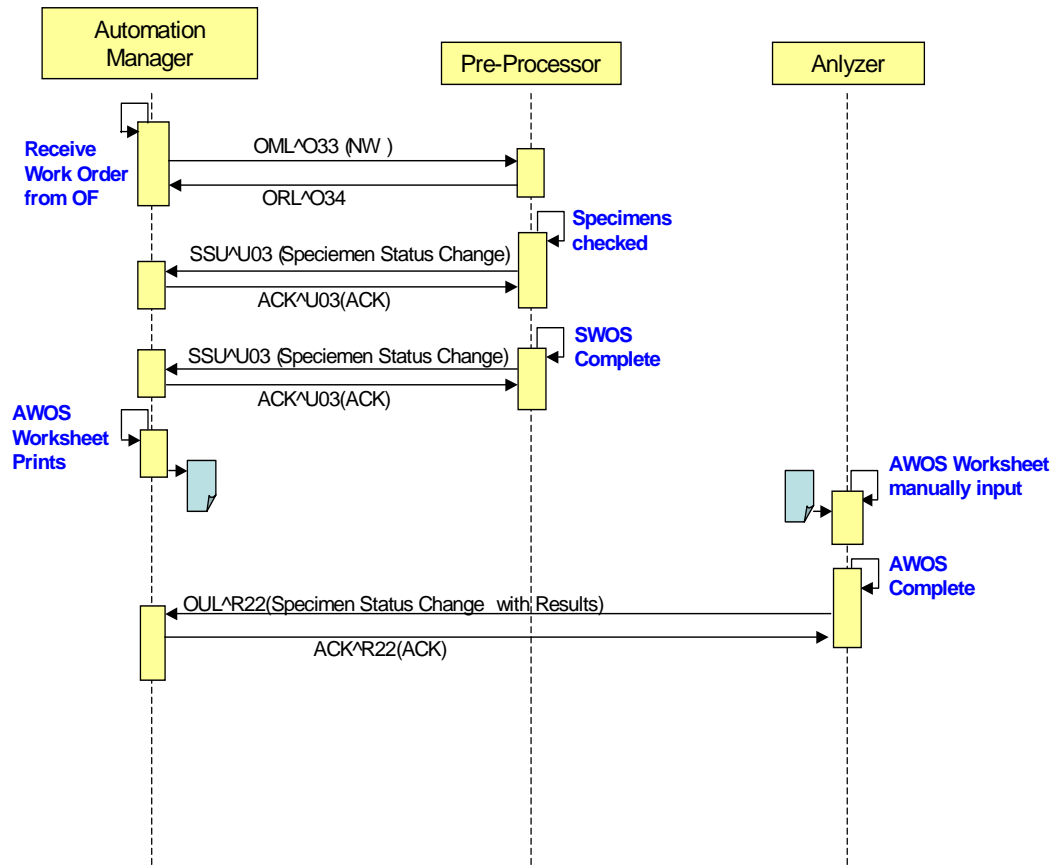 Automation
Manager
Pre-Processor
Anlyzer
Receive
Work Order
from OF
OML^O33 (NW )
ORL^O34
Specimens
checked
SSU^U03 (Speciemen Status Change)
ACK^U03(ACK)
SWOS
Complete
SSU^U03 (Speciemen Status Change)
ACK^U03(ACK)
AWOS
Worksheet
Prints
AWOS Worksheet
manually input
AWOS
Complete
OUL^R22(Specimen Status Change with Results)
ACK^R22(ACK)